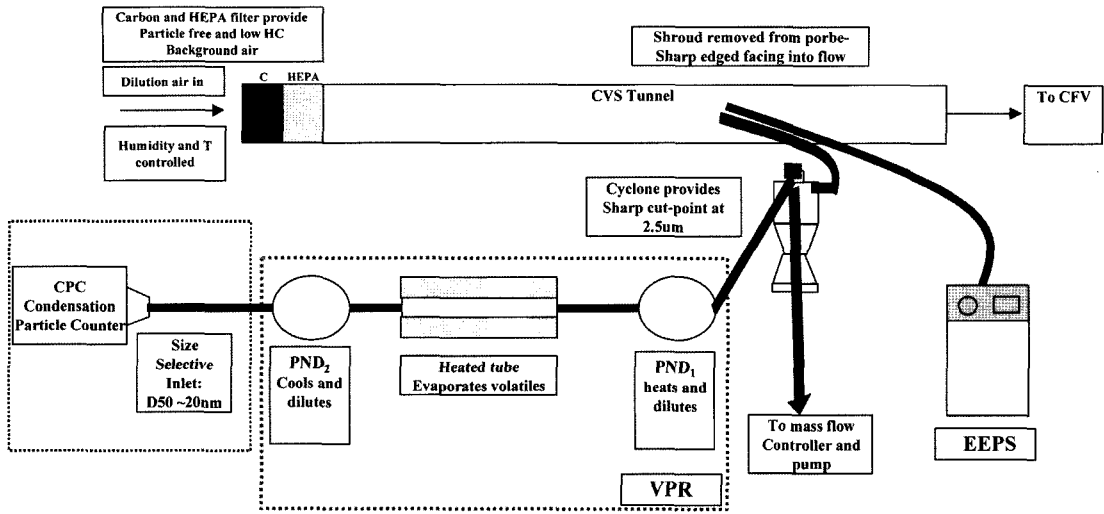 Carbon and HEPA filter provide
Particle free and low HC
Background air
Shroud removed from porbe-
Sharp edged facing into flow
Dilution air in
C
HEPA
CVS Tunnel
To CFV
Humidity and T
controlled
Cyclone provides
Sharp cut-point at
2.5um
CPC
Condensation
Particle Counter
Size
Selective
Inlet:
D50 ~20nm
PND2
Cools and
dilutes
Heated tube
Evaporates volatiles
PND1
heats and
dilutes
To mass flow
Controller and
pump
EEPS
VPR